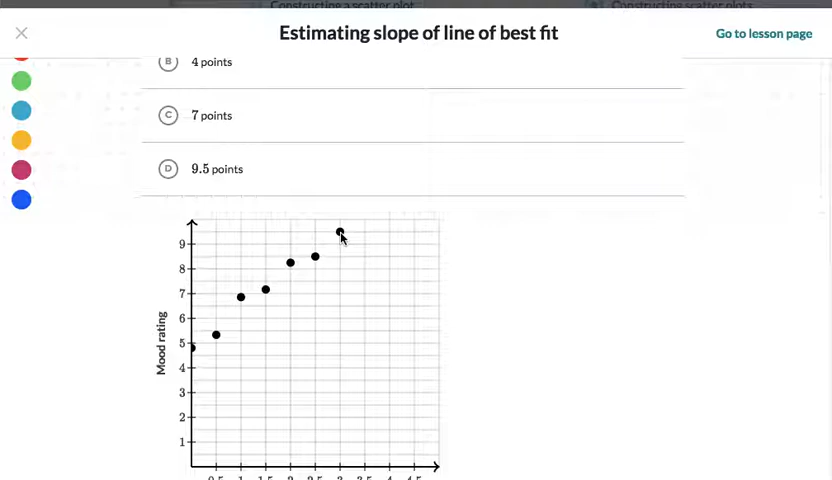 Constructing a scatter plot
Constructing scatter plots
Estimating slope of line of best fit
Go to lesson page
B 4 points
C 7 points
D 9.5 points
9
8
7
6
5
4
3
2
1
Mood rating
0.5 1 1.5 2 2.5 3 3.5 4 4.5